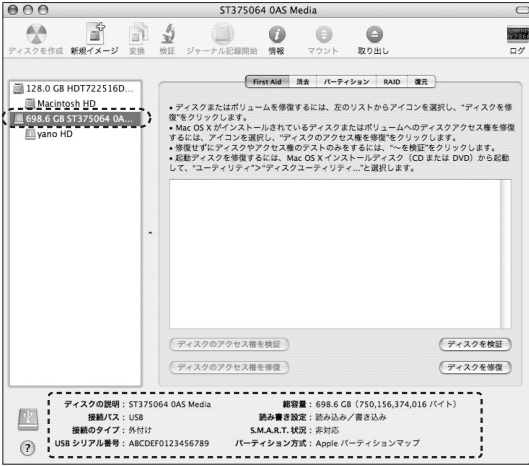 ST375064 0AS Media
ディスクを作成 新規イメージ 変換 検証 ジャーナル記録開始 情報 マウント 取り出し ログ
128.0 GB HDT722516D...
Macintosh HD
698.6 GB ST375064 0A...
yano HD
First Aid 消去 パーティション RAID 復元
• ディスクまたはボリュームを修復するには、左のリストからアイコンを選択し、“ディスクを修
復”をクリックします。
• Mac OS X がインストールされているディスクまたはボリュームへのディスクアクセス権を修復
するには、アイコンを選択し、“ディスクのアクセス権を修復”をクリックします。
• 修復せずにディスクやアクセス権のテストのみをするには、“〜を検証”をクリックします。
• 起動ディスクを修復するには、Mac OS X インストールディスク（CD または DVD）から起動
して、“ユーティリティ”>“ディスクユーティリティ...”と選択します。
ディスクのアクセス権を検証 ディスクを検証
ディスクのアクセス権を修復 ディスクを修復
ディスクの説明 : ST375064 0AS Media 総容量 : 698.6 GB（750,156,374,016 バイト）
接続バス : USB 読み書き設定 : 読み込み／書き込み
接続のタイプ : 外付け S.M.A.R.T. 状況 : 非対応
USB シリアル番号 : ABCDEF0123456789 パーティション方式 : Apple パーティションマップ
?